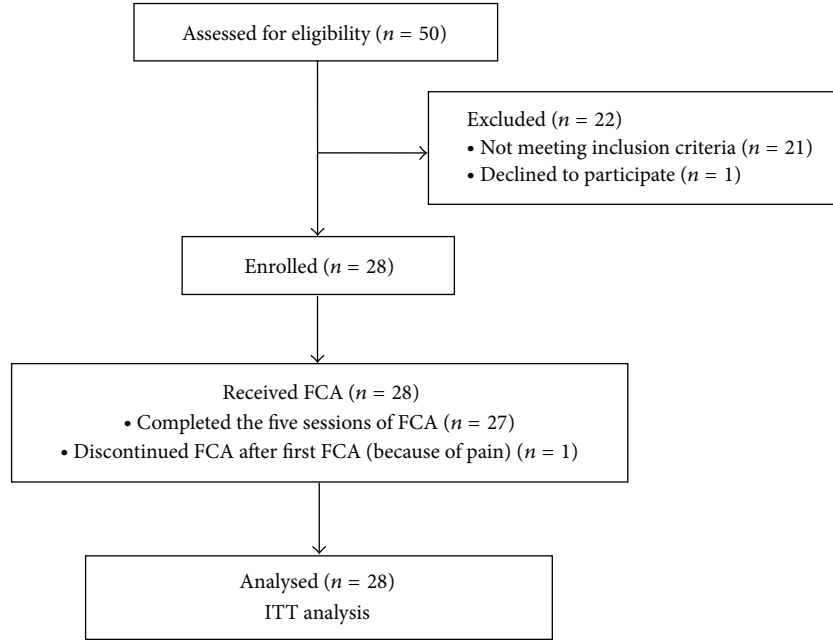 Assessed for eligibility (n = 50)
Excluded (n = 22)
• Not meeting inclusion criteria (n = 21)
• Declined to participate (n = 1)
Enrolled (n = 28)
Received FCA (n = 28)
• Completed the five sessions of FCA (n = 27)
• Discontinued FCA after first FCA (because of pain) (n = 1)
Analysed (n = 28)
ITT analysis